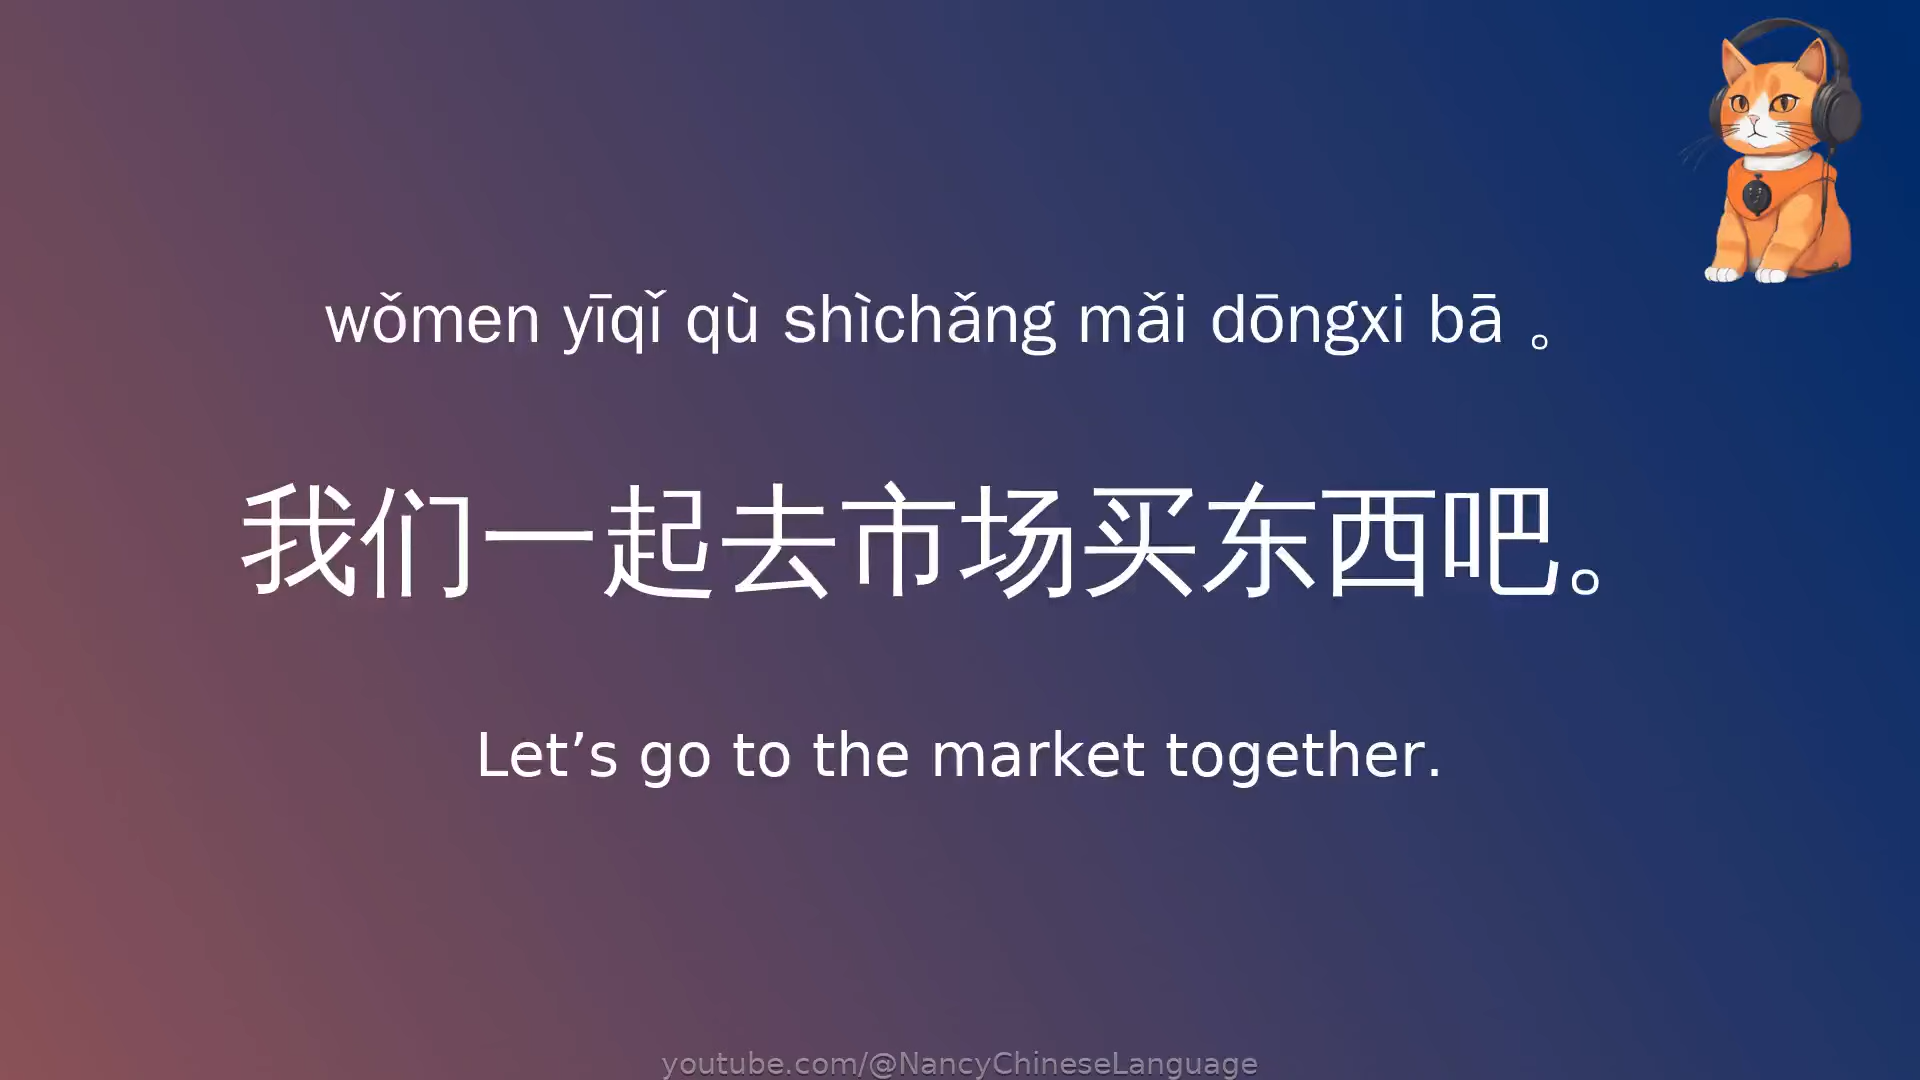 wǒmen yīqǐ qù shìchǎng mǎi dōngxi bā 。
我们一起去市场买东西吧。
Let’s go to the market together.
youtube.com/@NancyChineseLanguage